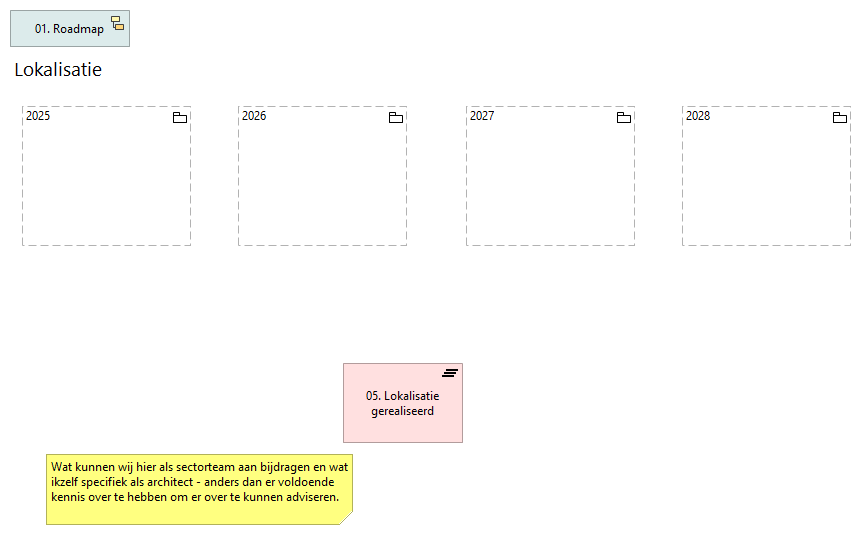 01. Roadmap
Lokalisatie
2025
2026
2027
2028
05. Lokalisatie
gerealiseerd
Wat kunnen wij hier als sectorteam aan bijdragen en wat
ikzelf specifiek als architect - anders dan er voldoende
kennis over te hebben om er over te kunnen adviseren.